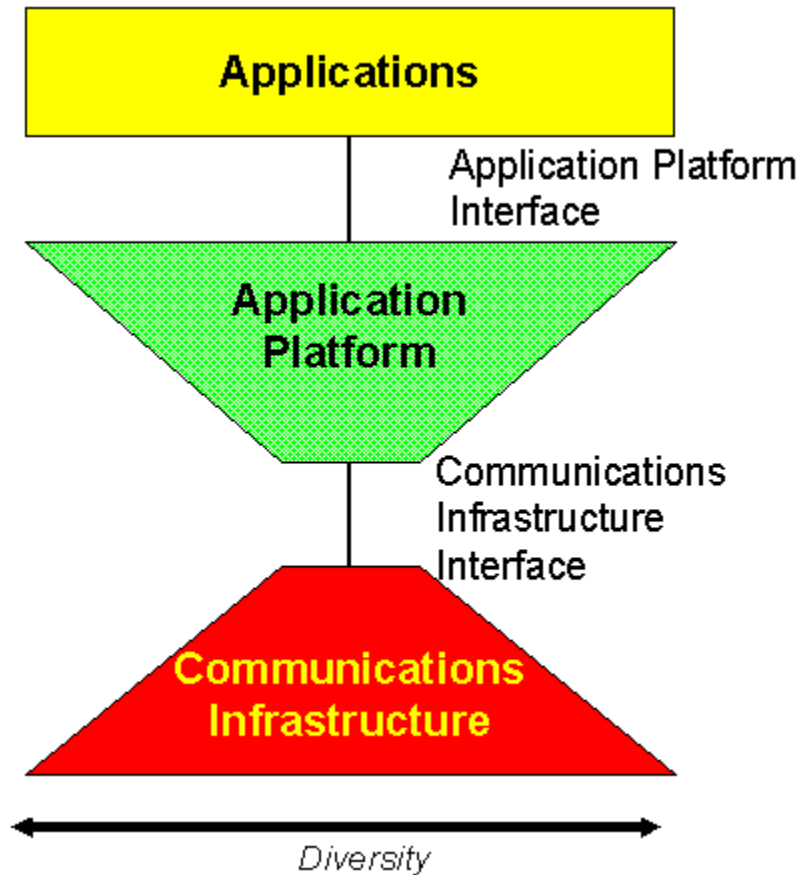 Applications
Application Platform
Interface
Application
Platform
Communications
Infrastructure
Interface
Communications
Infrastructure
Diversity